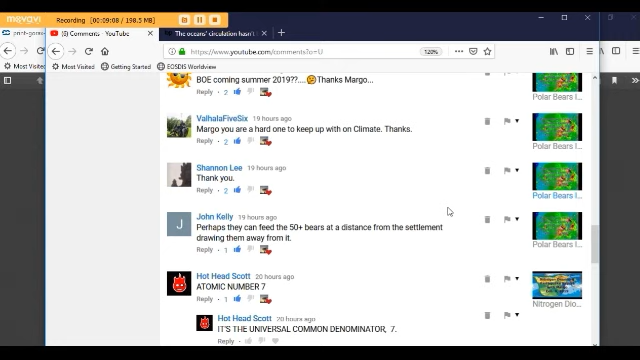 movavi Recording [ 00:09:08 / 198.5 MB ]
print-goras
(1) Comments - YouTube
The oceans' circulation hasn't
https://www.youtube.com/comments?o=U
120%
Most Visited
Most Visited
Getting Started
EOSDIS Worldview
BOE coming summer 2019??....Thanks Margo...
Reply · 2
Polar Bears I...
ValhalaFiveSix 19 hours ago
Margo you are a hard one to keep up with on Climate. Thanks.
Reply · 2
Polar Bears I...
Shannon Lee 19 hours ago
Thank you.
Reply · 2
Polar Bears I...
J
John Kelly 19 hours ago
Perhaps they can feed the 50+ bears at a distance from the settlement
drawing them away from it.
Reply · 1
Polar Bears I...
Hot Head Scott 20 hours ago
ATOMIC NUMBER 7
Reply · 1
Nitrogen Dio...
Hot Head Scott 20 hours ago
IT'S THE UNIVERSAL COMMON DENOMINATOR, 7.
Reply ·